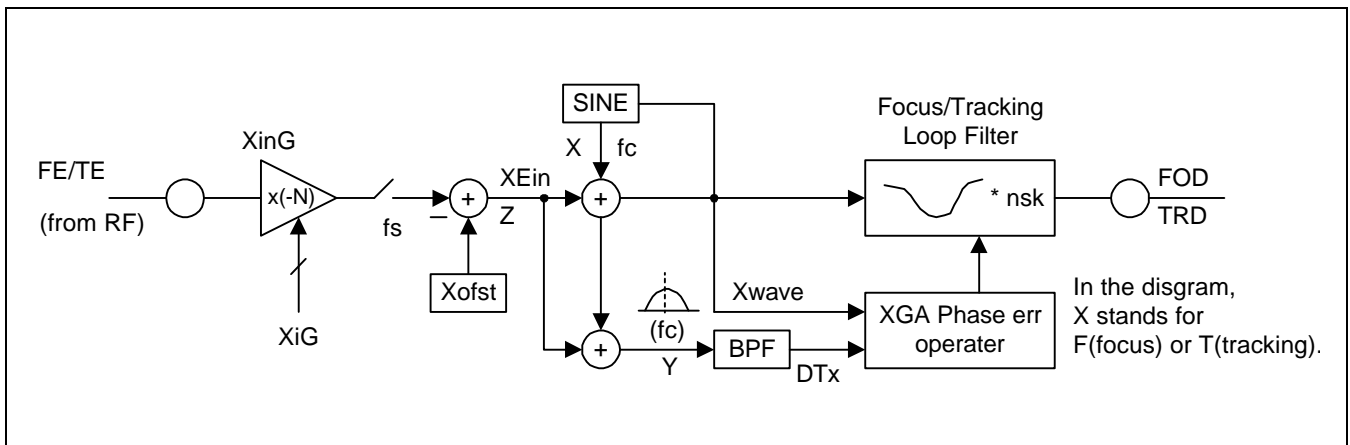 SINE
X
fc
Focus/Tracking
Loop Filter
XinG
FE/TE
(from RF)
x(-N)
fs
–
+
XEin
Z
+
* nsk
FOD
TRD
Xofst
XiG
+
(fc)
Y
BPF
DTx
Xwave
XGA Phase err
operater
In the disgram,
X stands for
F(focus) or T(tracking).